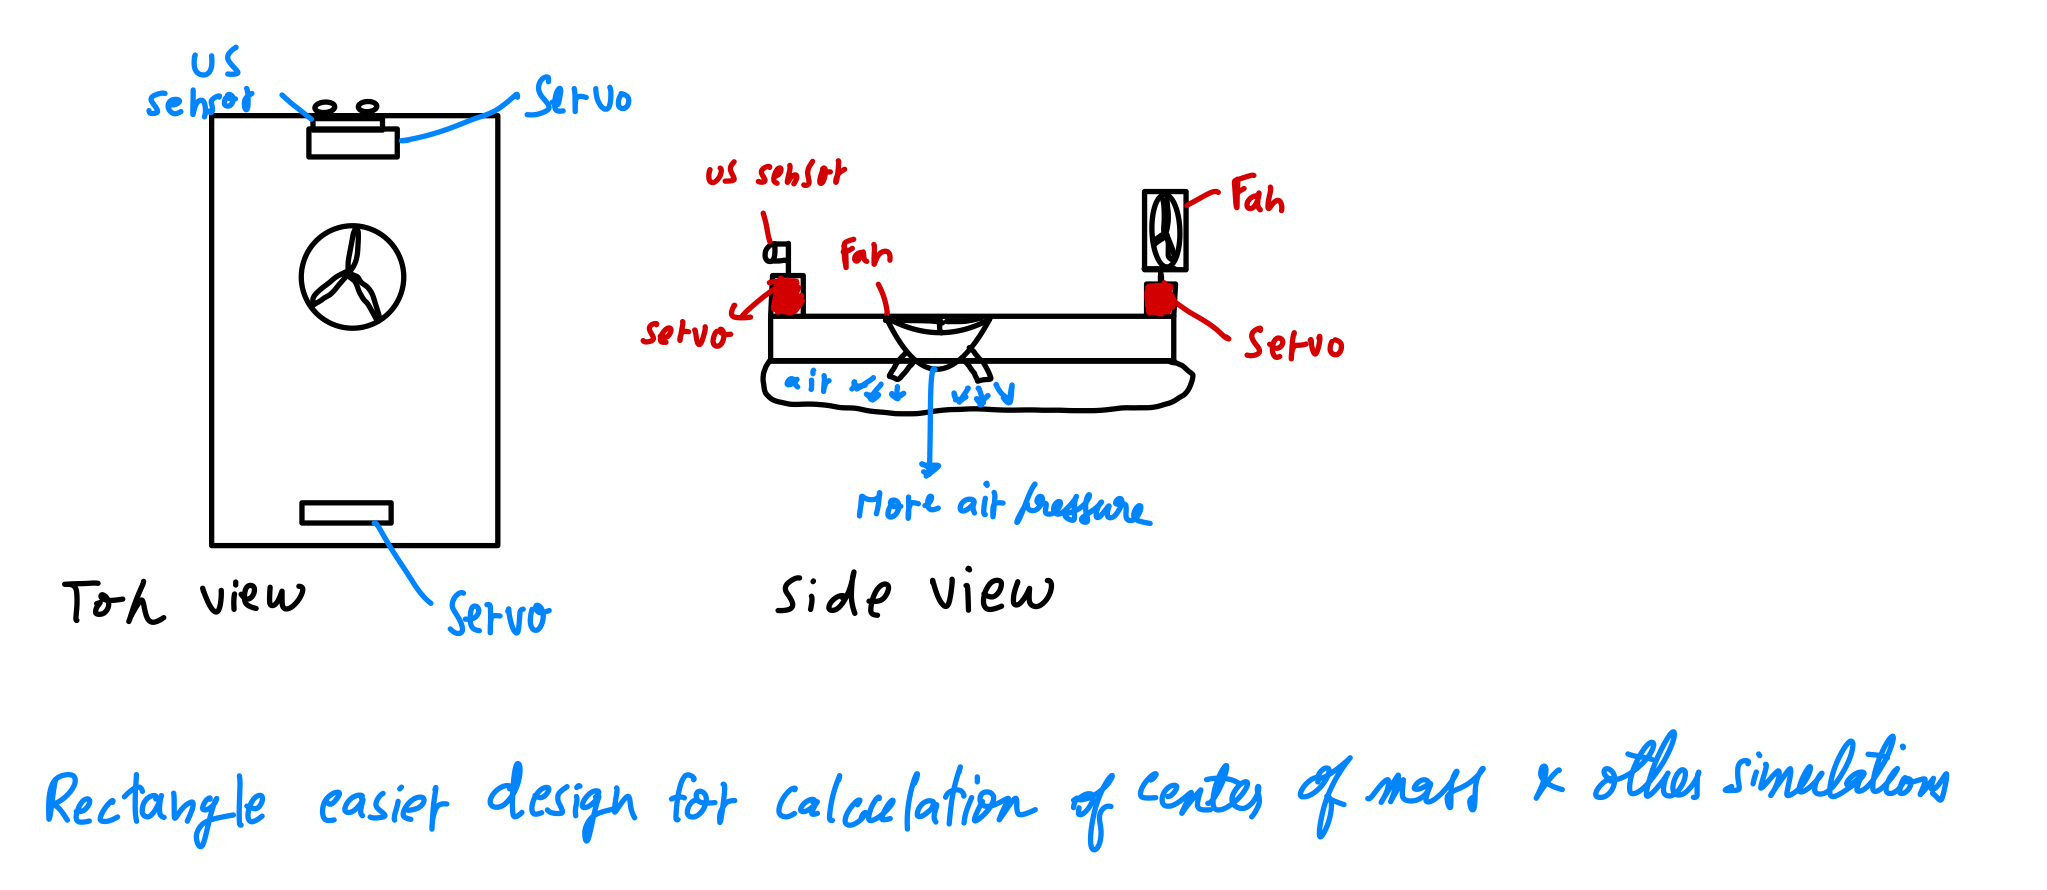 US
sensor
Servo
US sensor
Fan
Fan
servo
Servo
air
More air pressure
Top view
Servo
Side view
Rectangle easier design for calculation of center of mass & other simulations